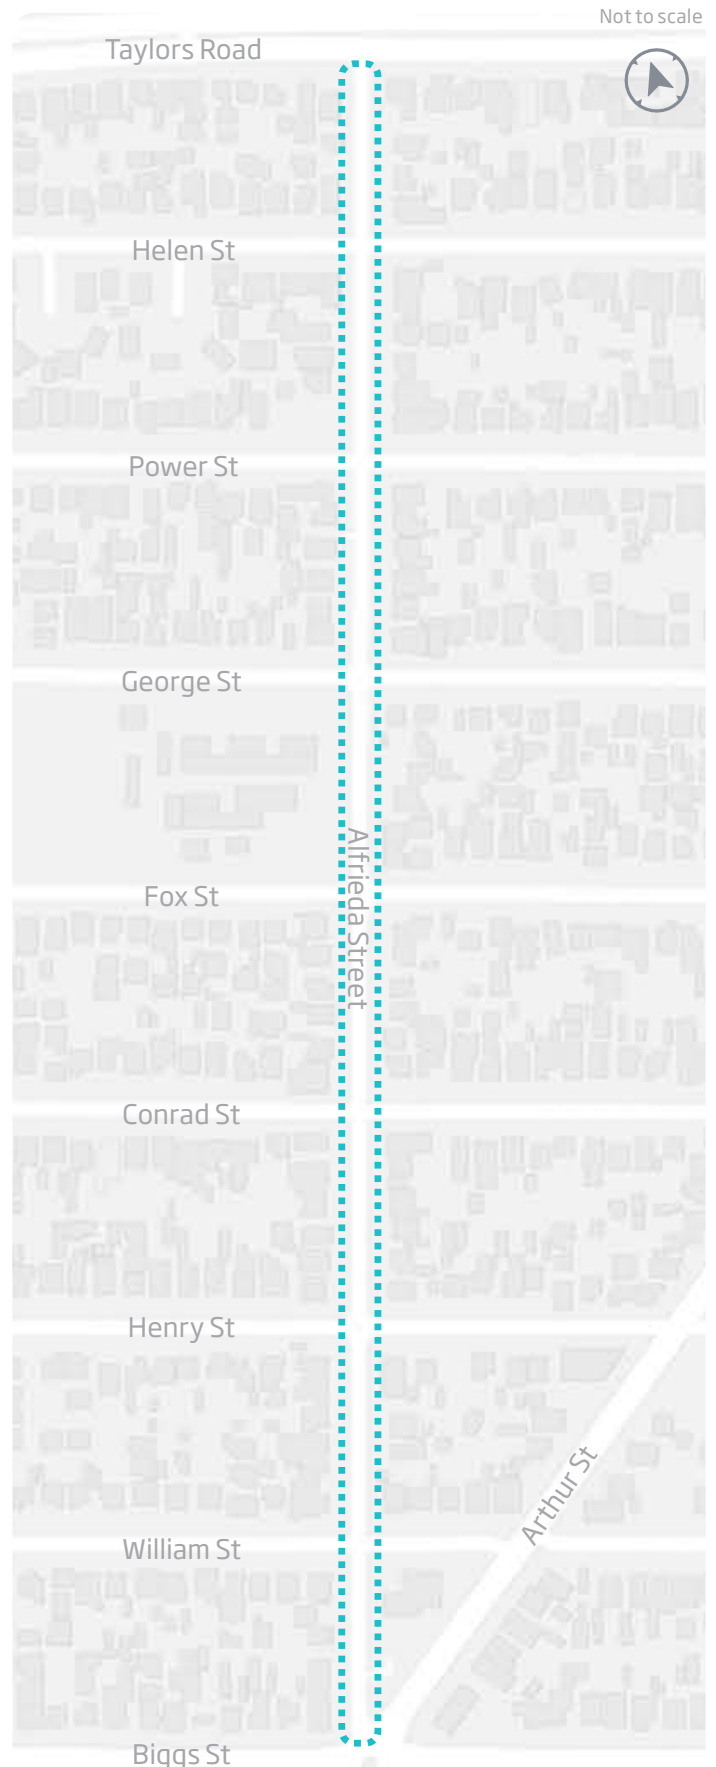 Not to scale
Taylors Road
Helen St
Power St
George St
Alfrieda Street
Fox St
Conrad St
Henry St
Arthur St
William St
Biggs St